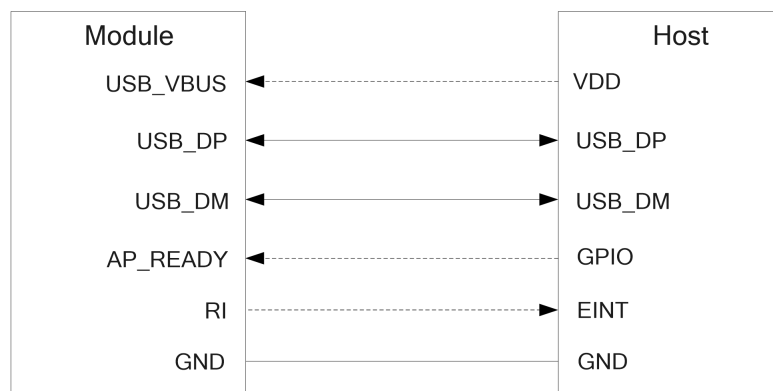 Module Host
USB_VBUS VDD
USB_DP USB_DP
USB_DM USB_DM
AP_READY GPIO
RI EINT
GND GND